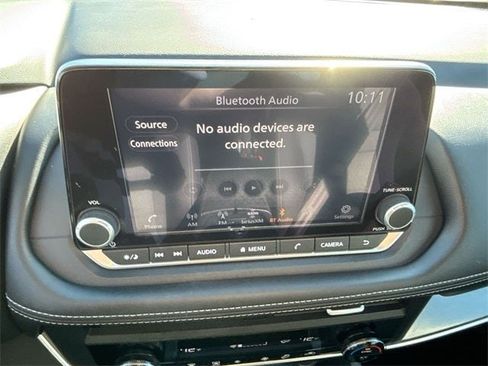 Bluetooth Audio
10:11
Source
No audio devices are
connected.
Connections
VOL
TUNE·SCROLL
Phone
AM
FM
SiriusXM
BT Audio
Settings
PUSH
AUDIO
MENU
CAMERA